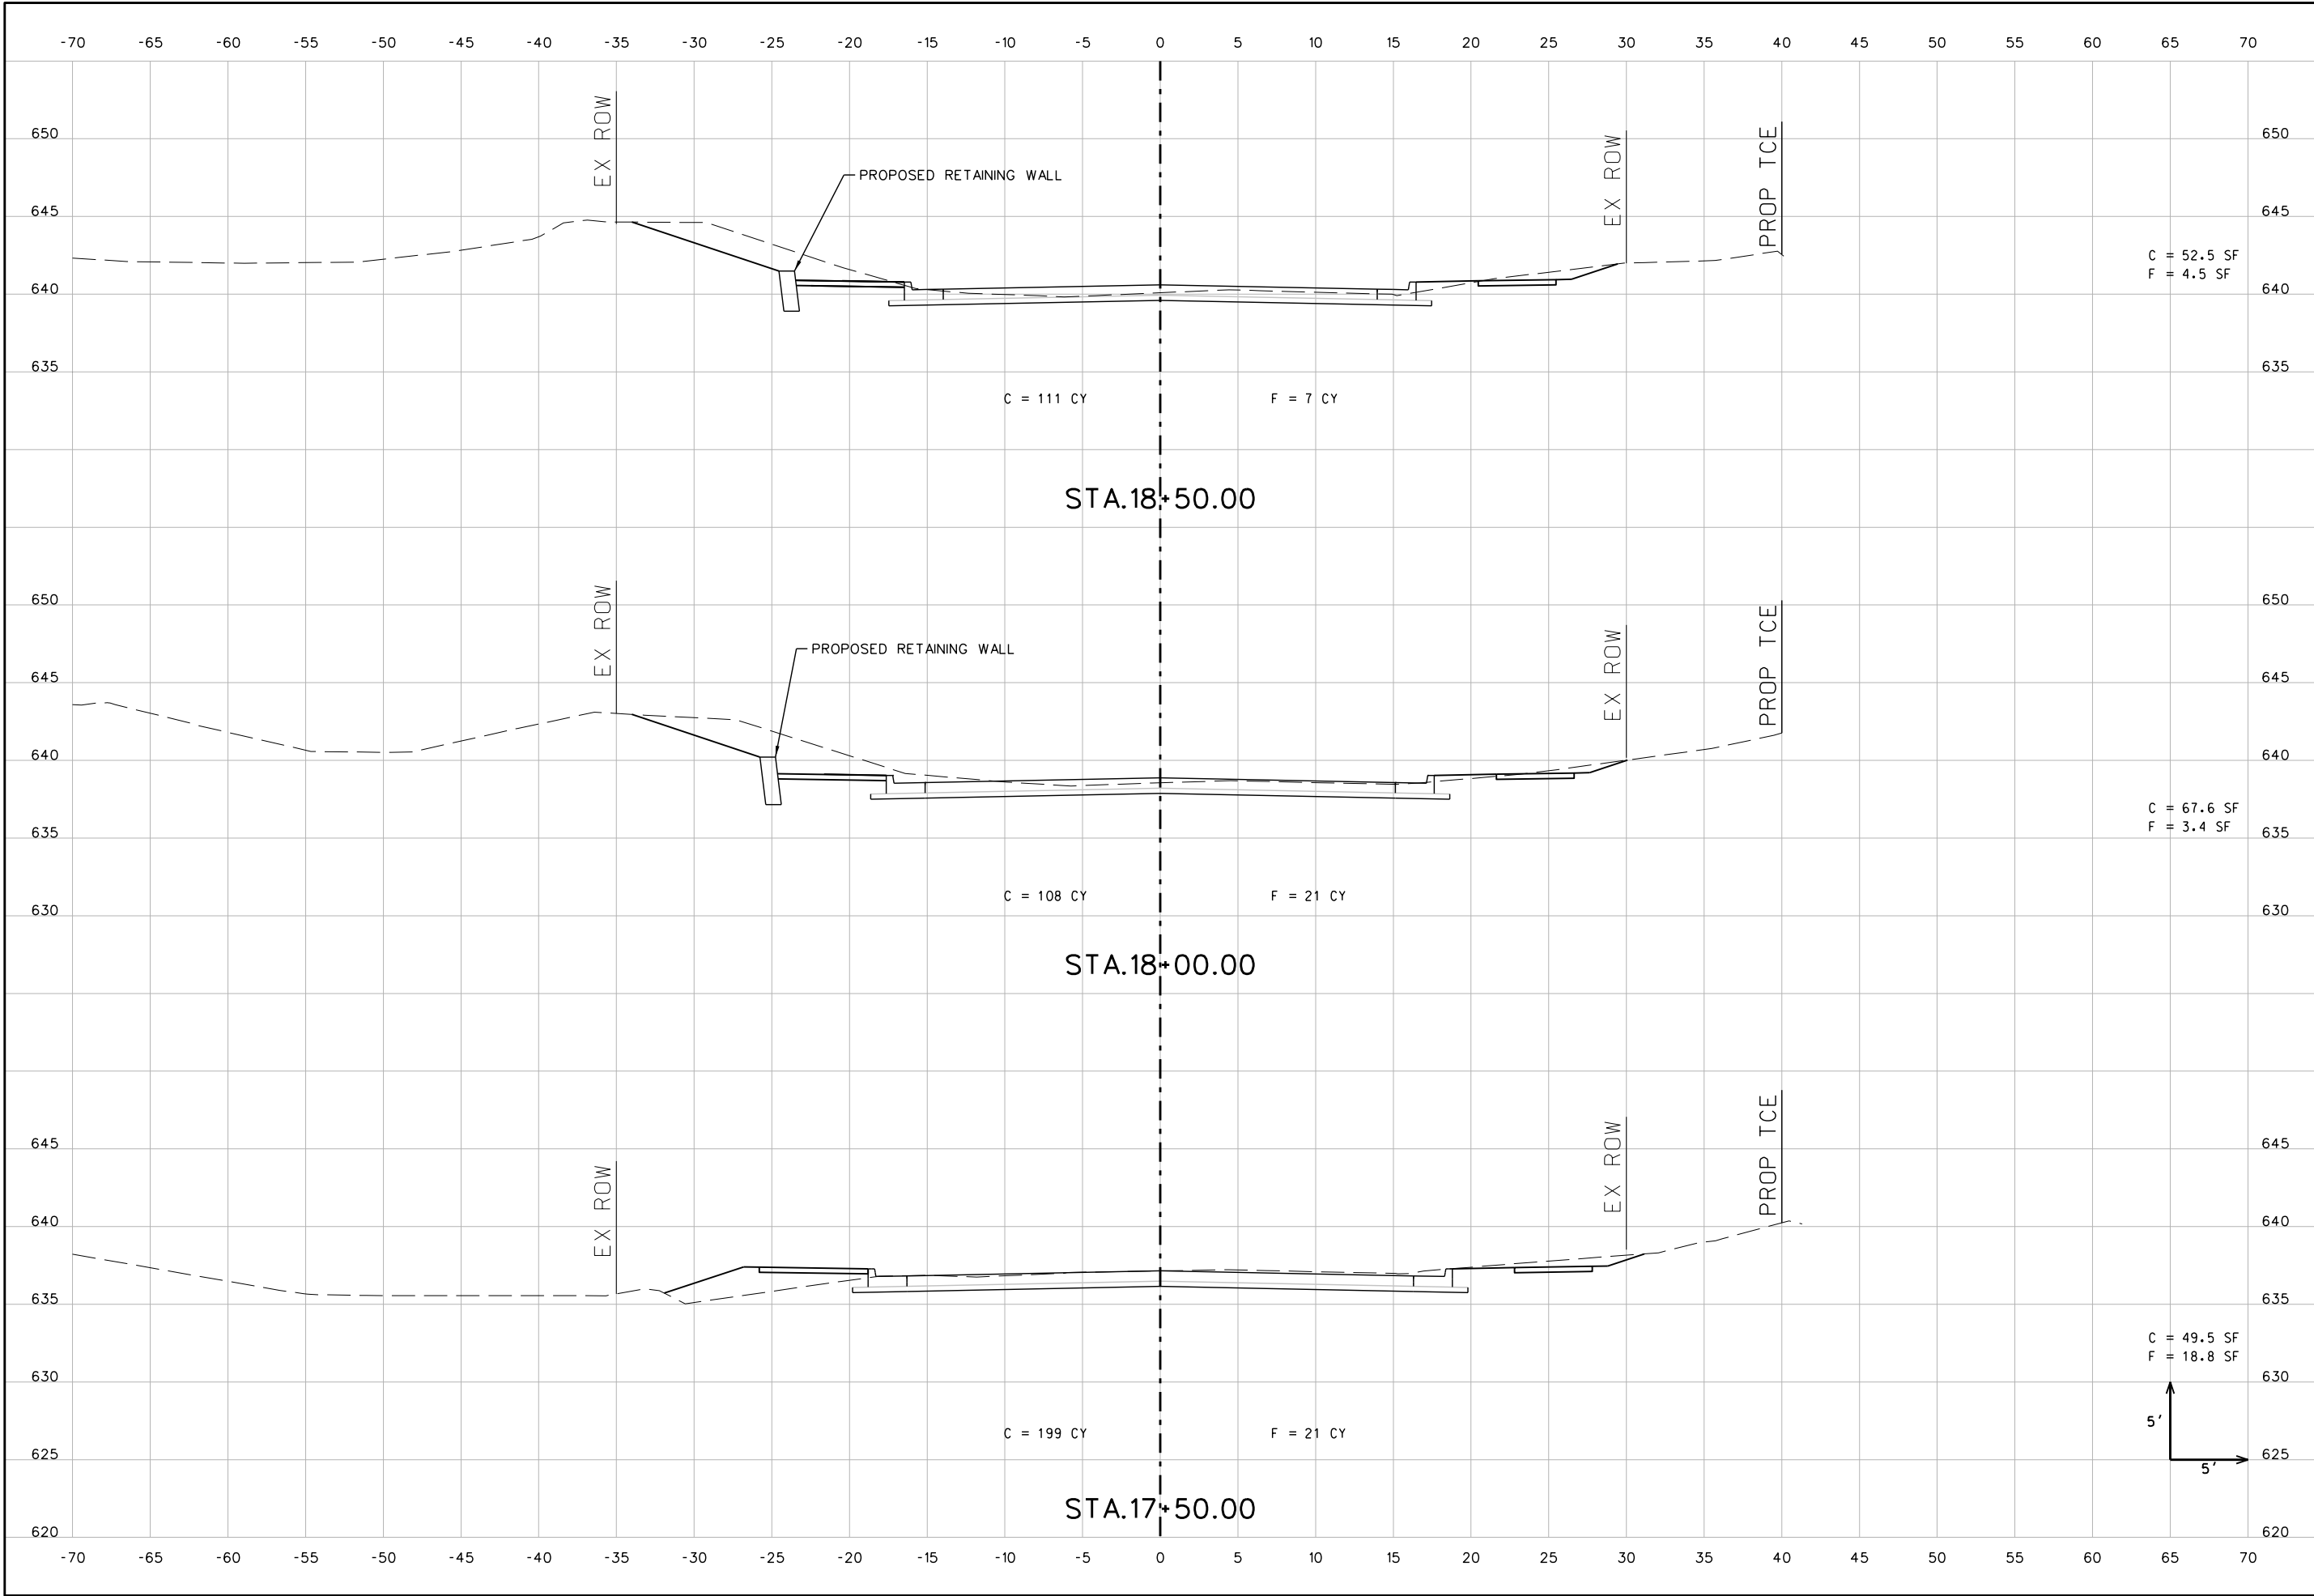 -70 -65 -60 -55 -50 -45 -40 -35 -30 -25 -20 -15 -10 -5 0 5 10 15 20 25 30 35 40 45 50 55 60 65 70
EX ROW
EX ROW
PROP TCE
650 650
PROPOSED RETAINING WALL
645 645
C = 52.5 SF
F = 4.5 SF
640 640
635 635
C = 111 CY F = 7 CY
STA.18+50.00
EX ROW
EX ROW
PROP TCE
650 650
PROPOSED RETAINING WALL
645 645
640 640
C = 67.6 SF
F = 3.4 SF
635 635
C = 108 CY F = 21 CY
630 630
STA.18+00.00
EX ROW
EX ROW
PROP TCE
645 645
640 640
635 635
C = 49.5 SF
F = 18.8 SF
630 630
5'
C = 199 CY F = 21 CY
625 625
5'
STA.17+50.00
620 620
-70 -65 -60 -55 -50 -45 -40 -35 -30 -25 -20 -15 -10 -5 0 5 10 15 20 25 30 35 40 45 50 55 60 65 70